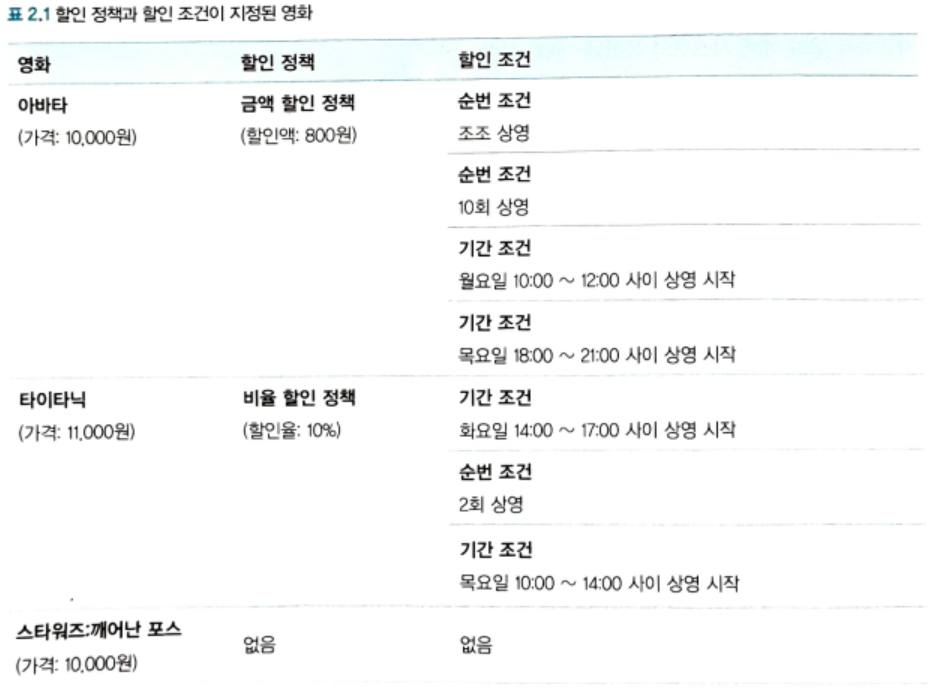 표 2.1 할인 정책과 할인 조건이 지정된 영화
영화 할인 정책 할인 조건
아바타 금액 할인 정책 순번 조건
(가격: 10,000원) (할인액: 800원) 조조 상영
순번 조건
10회 상영
기간 조건
월요일 10:00 ~ 12:00 사이 상영 시작
기간 조건
목요일 18:00 ~ 21:00 사이 상영 시작
타이타닉 비율 할인 정책 기간 조건
(가격: 11,000원) (할인율: 10%) 화요일 14:00 ~ 17:00 사이 상영 시작
순번 조건
2회 상영
기간 조건
목요일 10:00 ~ 14:00 사이 상영 시작
스타워즈:깨어난 포스
없음 없음
(가격: 10,000원)